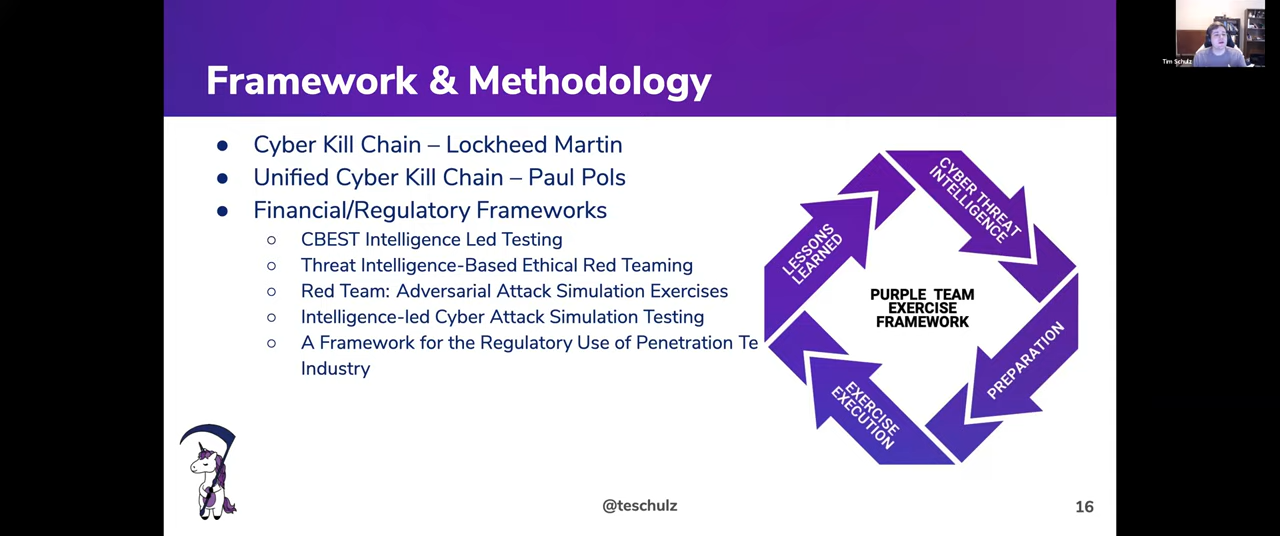 Framework & Methodology
Tim Schulz
● Cyber Kill Chain – Lockheed Martin
● Unified Cyber Kill Chain – Paul Pols
● Financial/Regulatory Frameworks
○ CBEST Intelligence Led Testing
○ Threat Intelligence-Based Ethical Red Teaming
○ Red Team: Adversarial Attack Simulation Exercises
○ Intelligence-led Cyber Attack Simulation Testing
○ A Framework for the Regulatory Use of Penetration Te
Industry
CYBER THREAT
INTELLIGENCE
PREPARATION
EXERCISE
EXECUTION
LESSONS
LEARNED
PURPLE TEAM
EXERCISE
FRAMEWORK
@teschulz
16